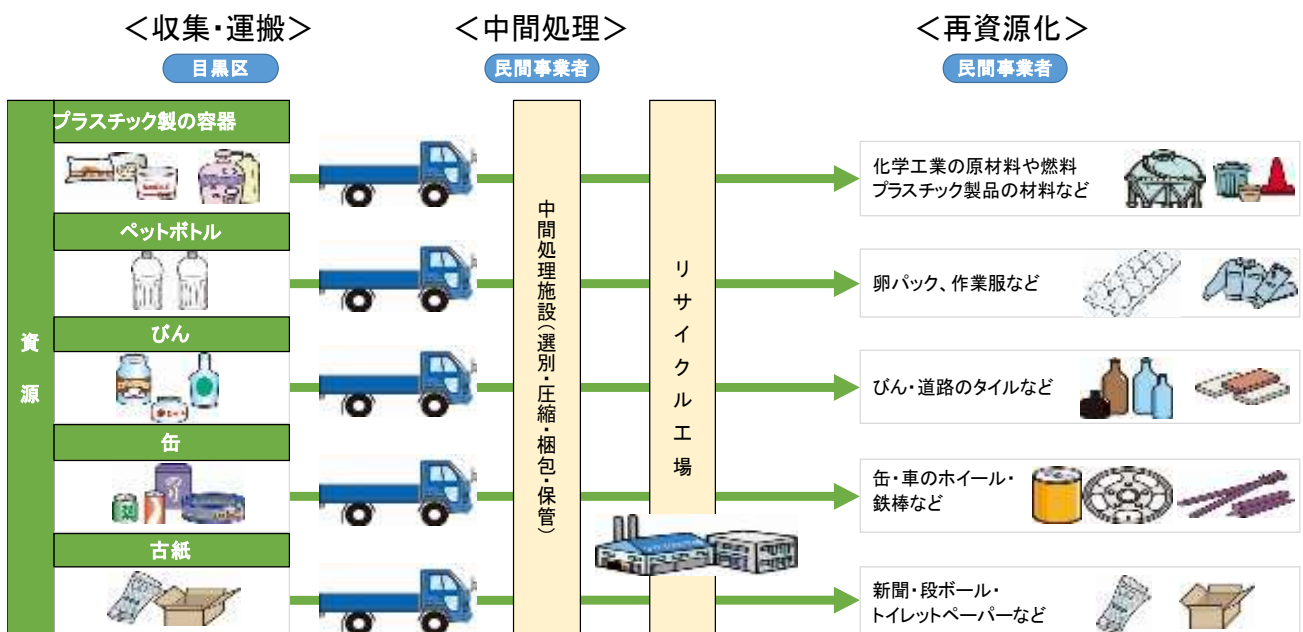 ＜収集・運搬＞
＜中間処理＞
＜再資源化＞
目黒区
民間事業者
民間事業者
資源
プラスチック製の容器
ペットボトル
びん
缶
古紙
中間処理施設（選別・圧縮・梱包・保管）
リサイクル工場
化学工業の原材料や燃料
プラスチック製品の材料など
卵パック、作業服など
びん・道路のタイルなど
缶・車のホイール・
鉄棒など
新聞・段ボール・
トイレットペーパーなど